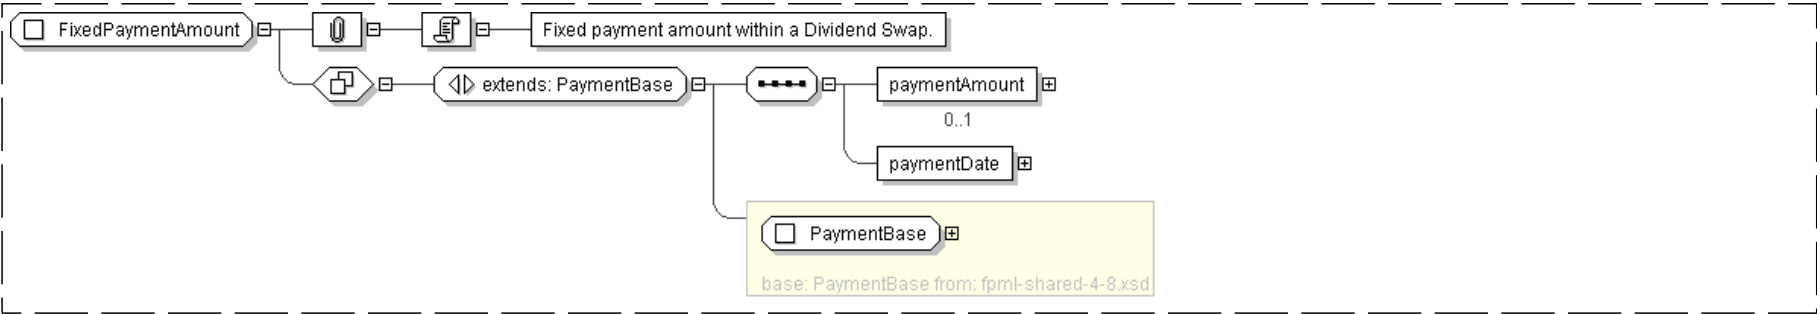 FixedPaymentAmount
Fixed payment amount within a Dividend Swap.
extends: PaymentBase
paymentAmount
0..1
paymentDate
PaymentBase
base: PaymentBase from: fpml-shared-4-8.xsd